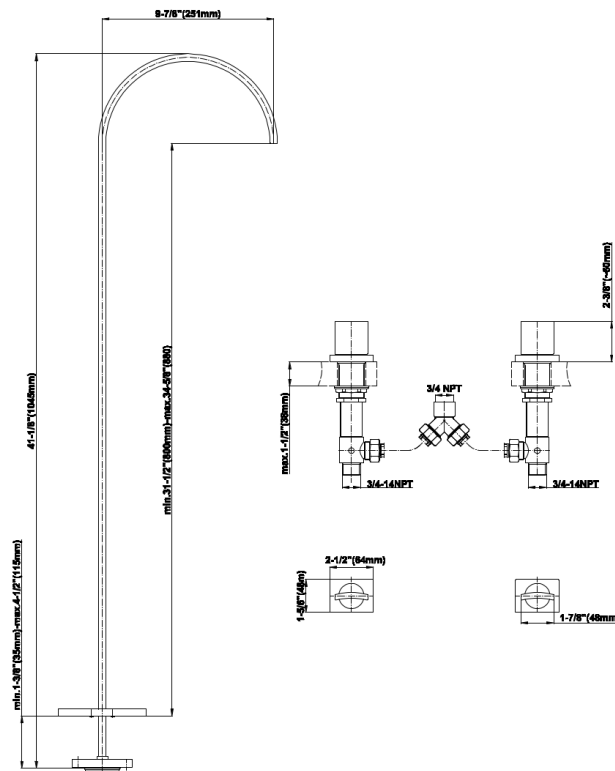 9-7/8"(251mm)
41-1/8"(1045mm)
min.31-1/2"(800mm)-max.34-5/8"(880)
min.1-3/8"(35mm)-max.4-1/2"(115mm)
2-3/8"(~60mm)
max.1-1/2"(38mm)
3/4 NPT
3/4-14NPT
3/4-14NPT
2-1/2"(64mm)
1-7/8"(48mm